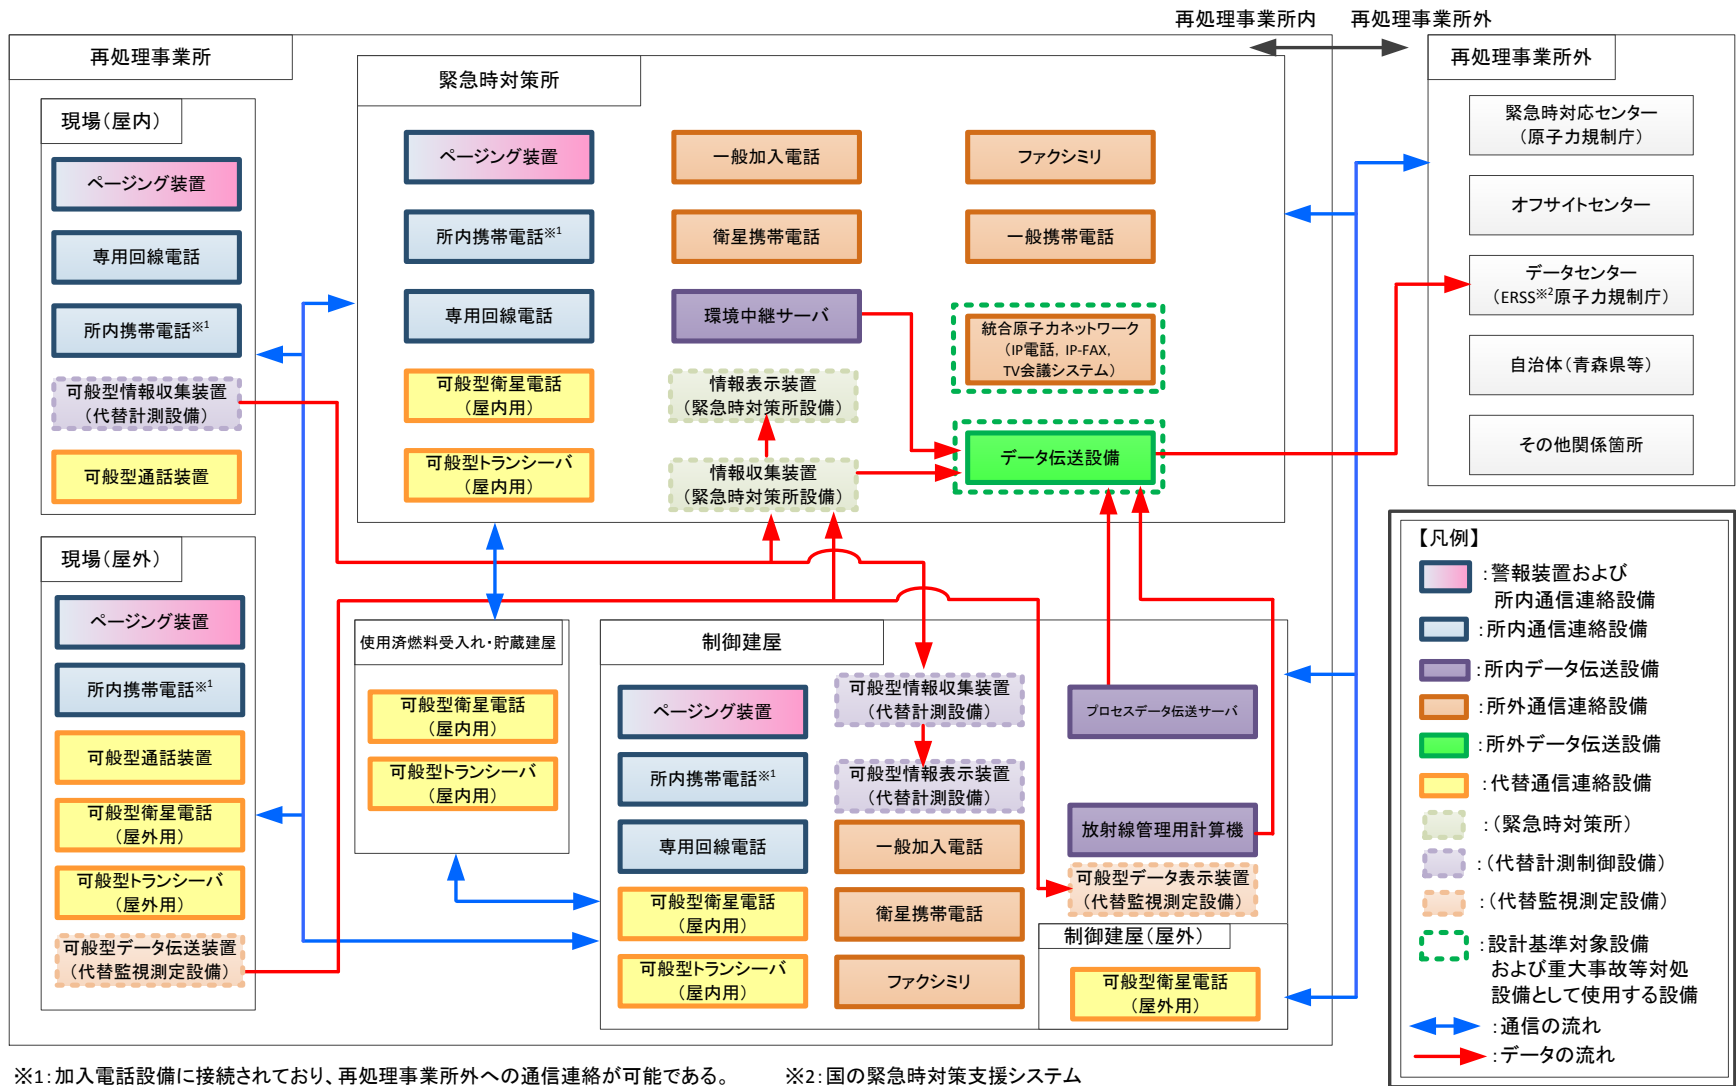 再処理事業所内
再処理事業所外
再処理事業所
現場(屋内)
ページング装置
専用回線電話
所内携帯電話※1
可般型情報収集装置
(代替計測設備)
可般型通話装置
現場(屋外)
ページング装置
所内携帯電話※1
可般型通話装置
可般型衛星電話
(屋外用)
可般型トランシーバ
(屋外用)
可般型データ伝送装置
(代替監視測定設備)
緊急時対策所
ページング装置
一般加入電話
ファクシミリ
所内携帯電話※1
衛星携帯電話
一般携帯電話
専用回線電話
環境中継サーバ
統合原子力ネットワーク
(IP電話, IP-FAX,
TV会議システム)
可般型衛星電話
(屋内用)
情報表示装置
(緊急時対策所設備)
可般型トランシーバ
(屋内用)
情報収集装置
(緊急時対策所設備)
データ伝送設備
使用済燃料受入れ・貯蔵建屋
可般型衛星電話
(屋内用)
可般型トランシーバ
(屋内用)
制御建屋
ページング装置
可般型情報収集装置
(代替計測設備)
プロセスデータ伝送サーバ
所内携帯電話※1
可般型情報表示装置
(代替計測設備)
専用回線電話
一般加入電話
放射線管理用計算機
可般型衛星電話
(屋内用)
衛星携帯電話
可般型データ表示装置
(代替監視測定設備)
可般型トランシーバ
(屋内用)
ファクシミリ
制御建屋(屋外)
可般型衛星電話
(屋外用)
再処理事業所外
緊急時対応センター
(原子力規制庁)
オフサイトセンター
データセンター
(ERSS※2原子力規制庁)
自治体(青森県等)
その他関係箇所
【凡例】
:警報装置および
所内通信連絡設備
:所内通信連絡設備
:所内データ伝送設備
:所外通信連絡設備
:所外データ伝送設備
:代替通信連絡設備
:(緊急時対策所)
:(代替計測制御設備)
:(代替監視測定設備)
:設計基準対象設備
および重大事故等対処
設備として使用する設備
:通信の流れ
:データの流れ
※1:加入電話設備に接続されており、再処理事業所外への通信連絡が可能である。
※2:国の緊急時対策支援システム